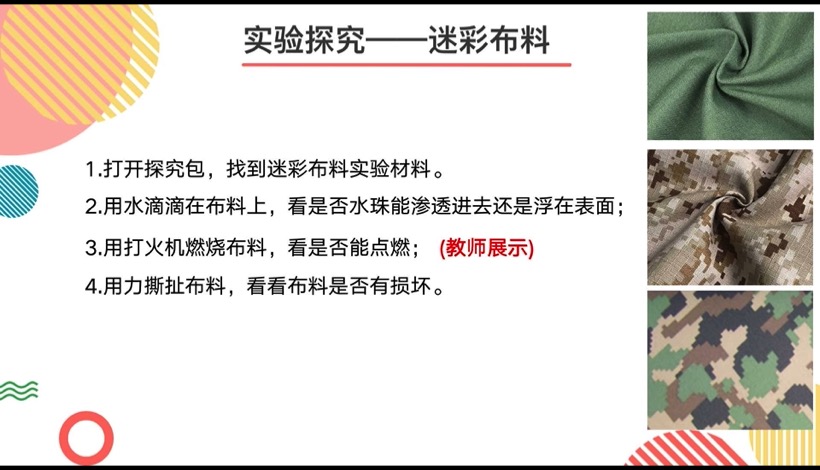 实验探究——迷彩布料
1.打开探究包，找到迷彩布料实验材料。
2.用水滴滴在布料上，看是否水珠能渗透进去还是浮在表面；
3.用打火机燃烧布料，看是否能点燃； (教师展示)
4.用力撕扯布料，看看布料是否有损坏。